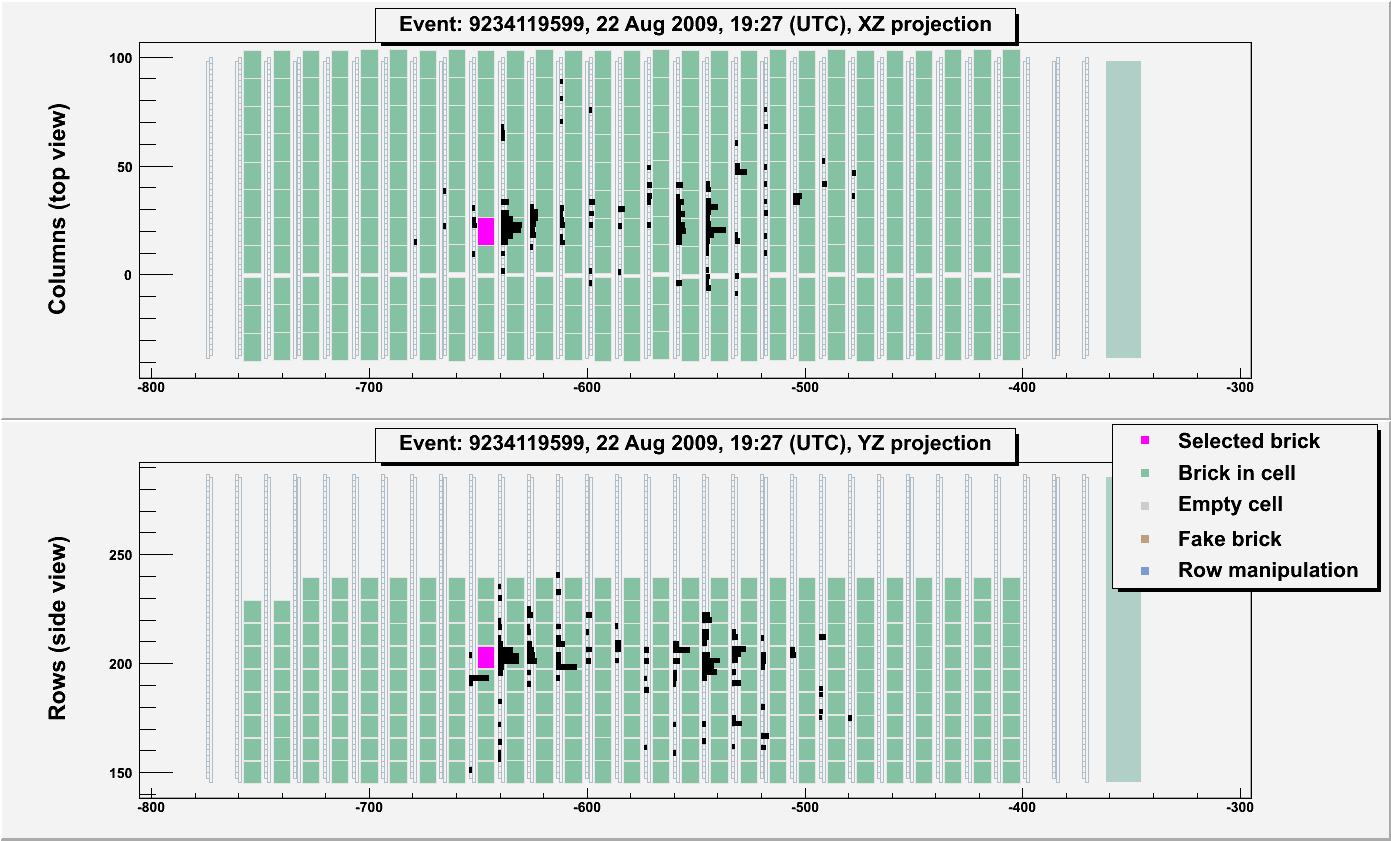 Event: 9234119599, 22 Aug 2009, 19:27 (UTC), XZ projection
Columns (top view)
100
50
0
-800 -700 -600 -500 -400 -300
Event: 9234119599, 22 Aug 2009, 19:27 (UTC), YZ projection
Selected brick
Brick in cell
Empty cell
Fake brick
Row manipulation
Rows (side view)
250
200
150
-800 -700 -600 -500 -400 -300